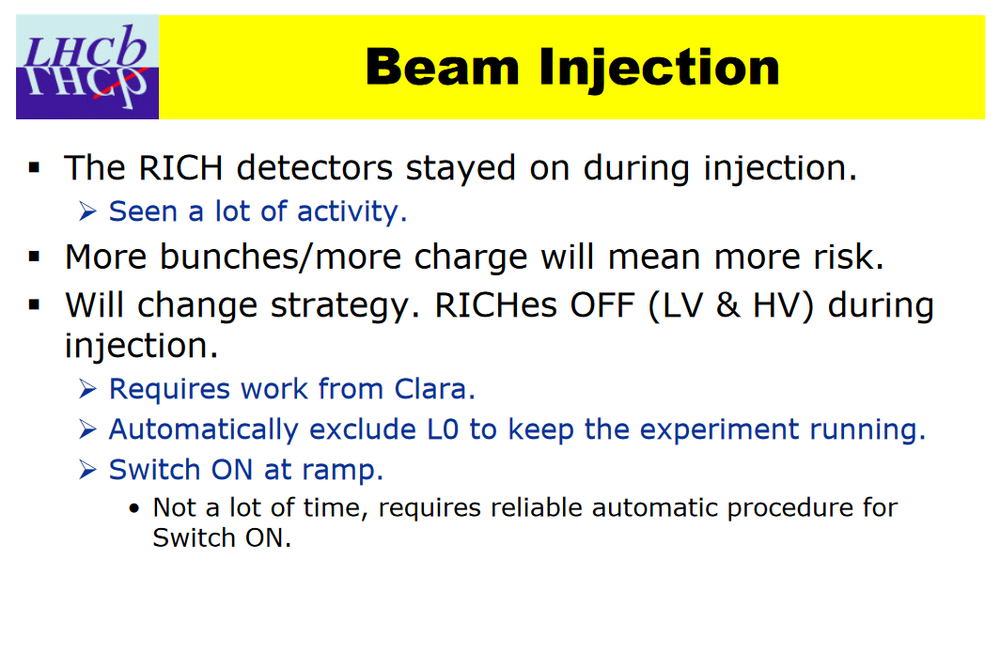 LHCb
Beam Injection
▪ The RICH detectors stayed on during injection.
➢ Seen a lot of activity.
▪ More bunches/more charge will mean more risk.
▪ Will change strategy. RICHes OFF (LV & HV) during
injection.
➢ Requires work from Clara.
➢ Automatically exclude L0 to keep the experiment running.
➢ Switch ON at ramp.
• Not a lot of time, requires reliable automatic procedure for
Switch ON.